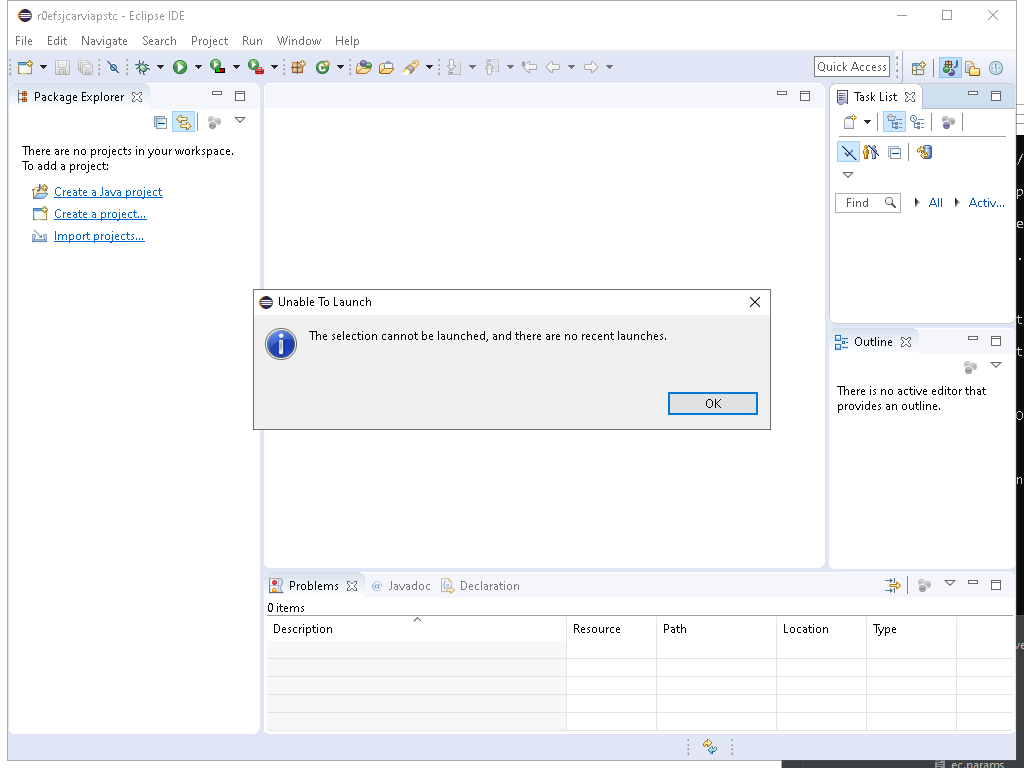 r0efsjcarviapstc - Eclipse IDE
File Edit Navigate Search Project Run Window Help
Quick Access
Package Explorer
Task List
There are no projects in your workspace.
To add a project:
Create a Java project
Create a project...
Import projects...
Find
All
Activ...
Unable To Launch
The selection cannot be launched, and there are no recent launches.
OK
Outline
There is no active editor that
provides an outline.
Problems @ Javadoc Declaration
0 items
Description Resource Path Location Type
ec.params